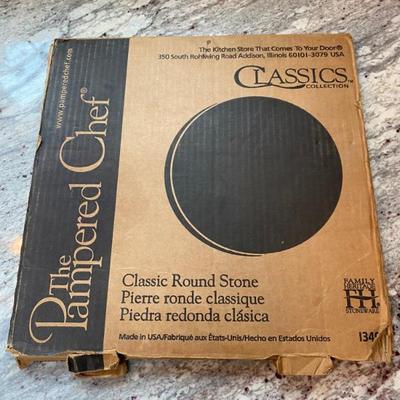 The Kitchen Store That Comes To Your Door®
350 South Rohlwing Road Addison, Illinois 60101-3079 USA
CLASSICS™
COLLECTION
www.pamperedchef.com
The
Pampered Chef®
Classic Round Stone
Pierre ronde classique
Piedra redonda clásica
FAMILY
HERITAGE
FH
STONEWARE
Made in USA/Fabriqué aux États-Unis/Hecho en Estados Unidos